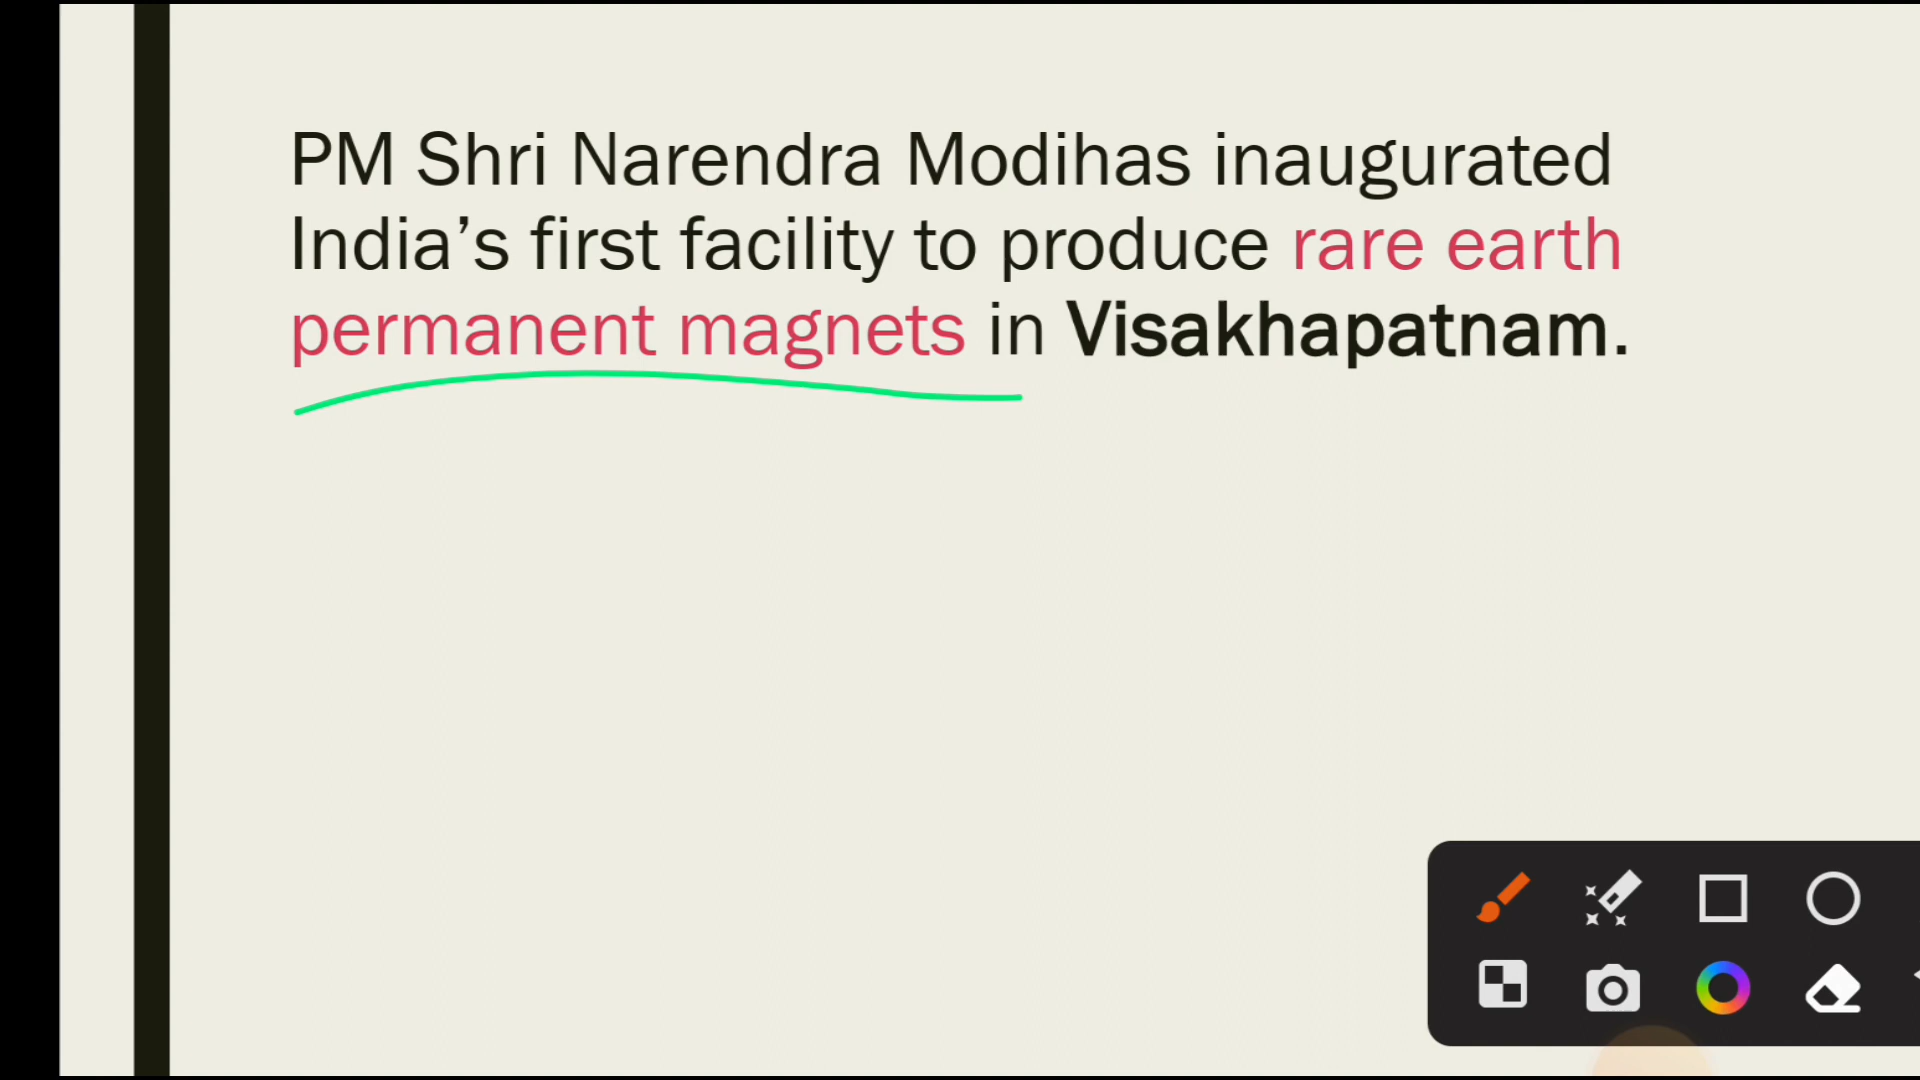 PM Shri Narendra Modihas inaugurated
India’s first facility to produce rare earth
permanent magnets in Visakhapatnam.